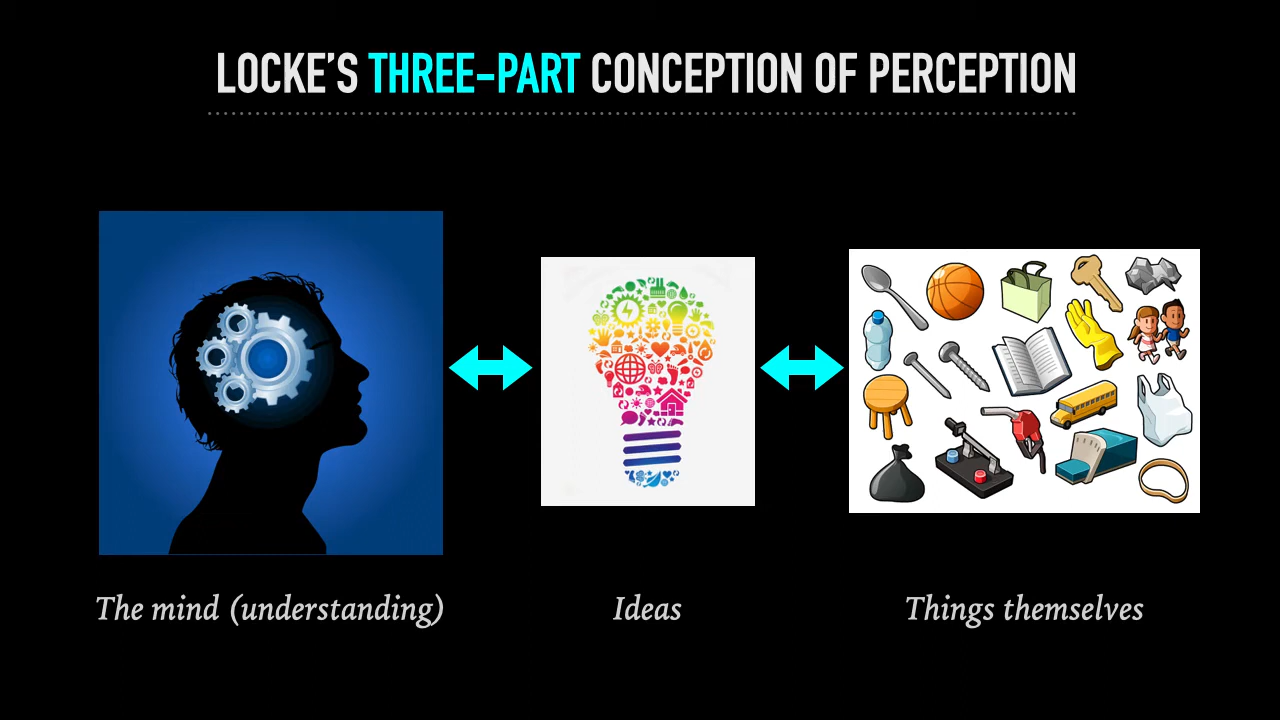 LOCKE’S THREE-PART CONCEPTION OF PERCEPTION
The mind (understanding)
Ideas
Things themselves